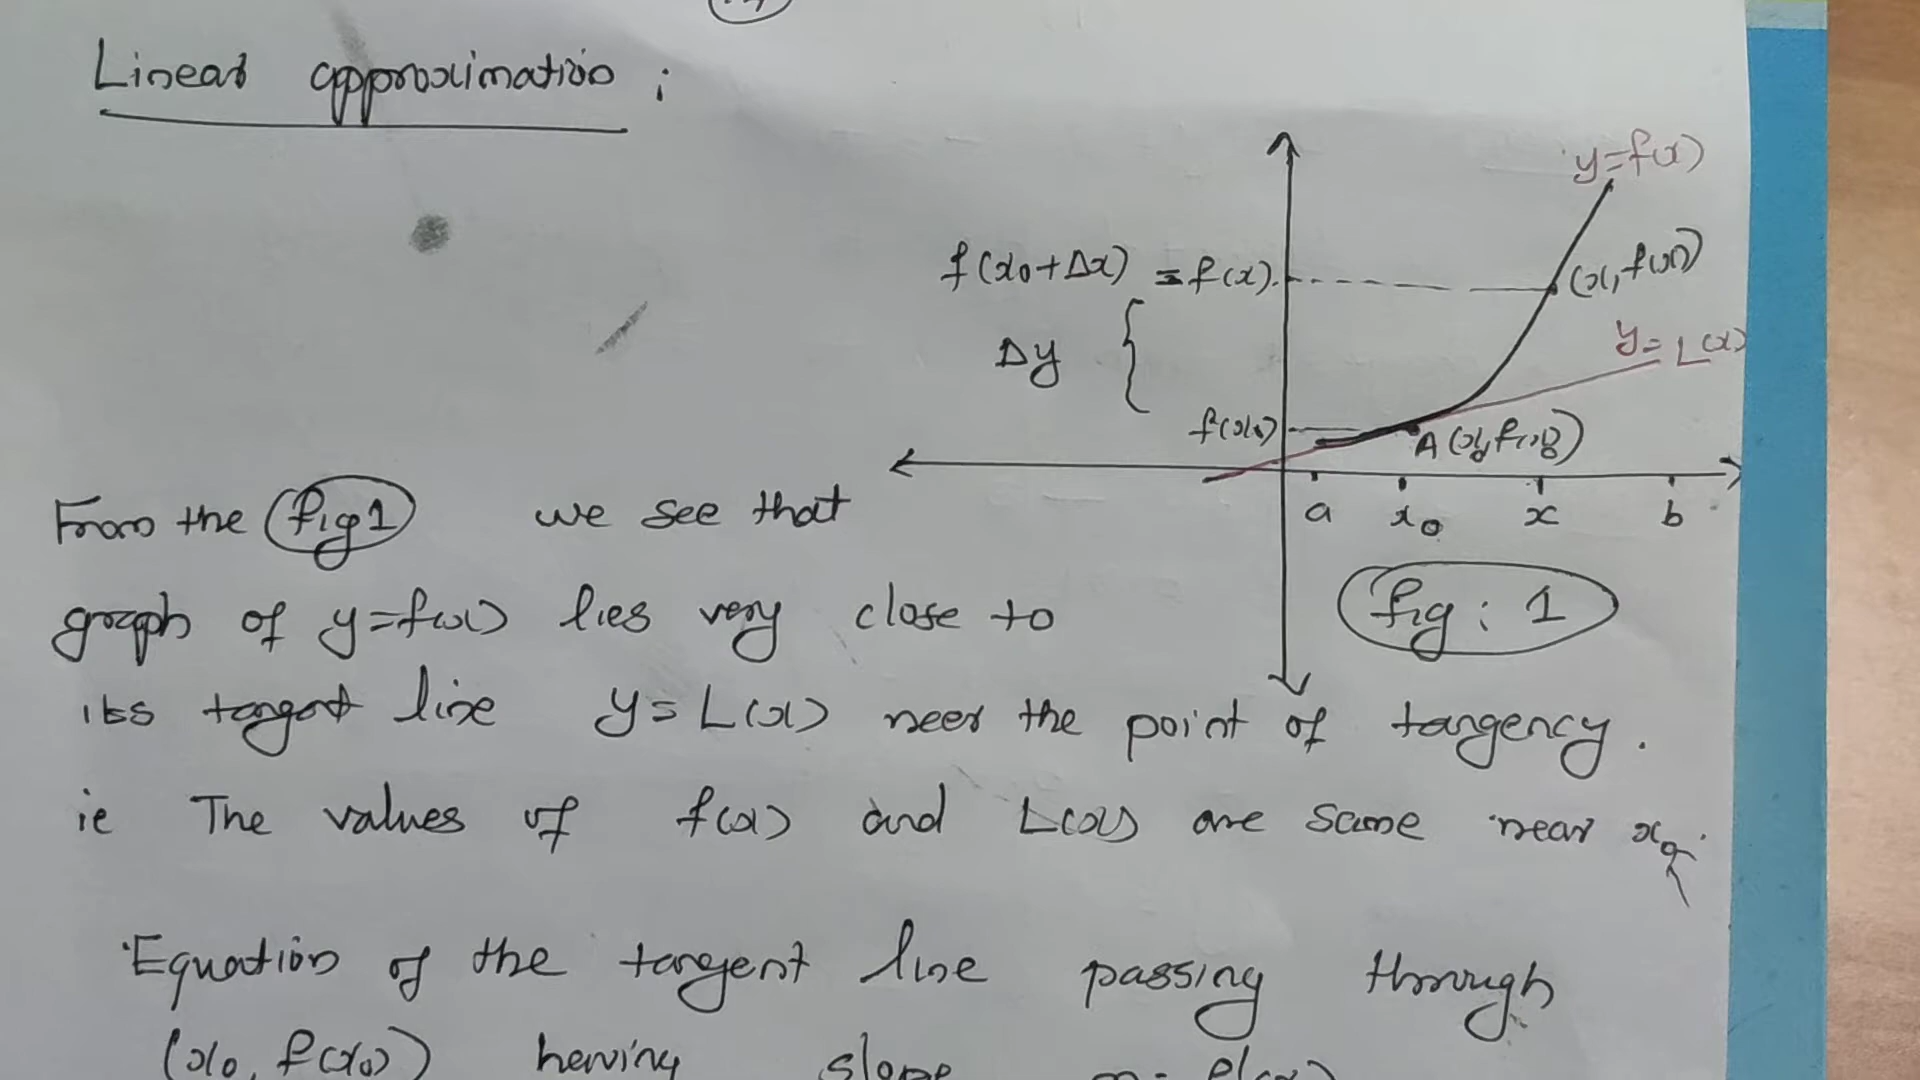 Linear approximation :
y=f(x)
f(x₀+Δx) = f(x).
(x, f(x))
Δy {
y=L(x)
f(x₀)
A (x₀, f(x₀))
a x₀ x b
From the fig 1 we see that
fig : 1
graph of y=f(x) lies very close to
its tangent line y=L(x) near the point of tangency.
ie The values of f(x) and L(x) are same near x₀.
Equation of the tangent line passing through
(x₀, f(x₀)) having slope